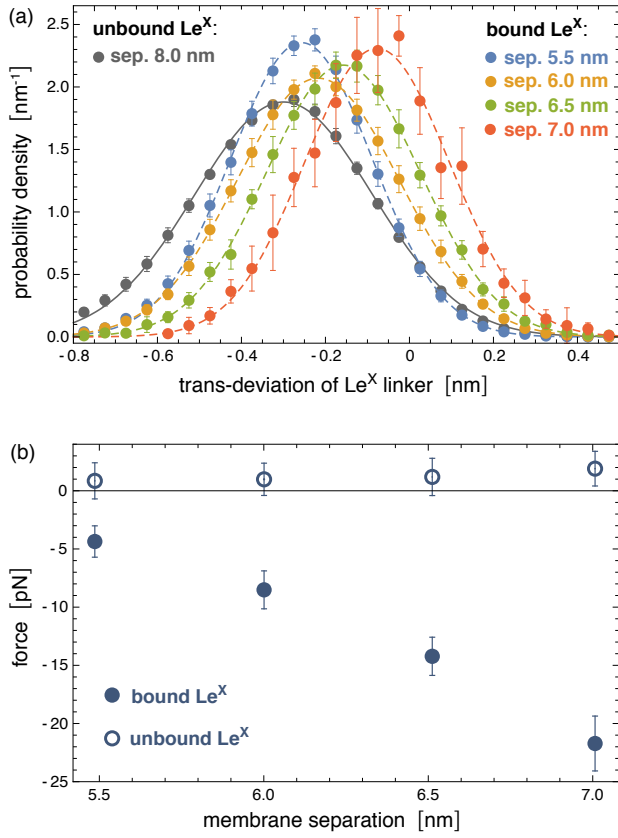 (a)
unbound Le^X:
sep. 8.0 nm
bound Le^X:
sep. 5.5 nm
sep. 6.0 nm
sep. 6.5 nm
sep. 7.0 nm
probability density [nm⁻¹]
2.5
2.0
1.5
1.0
0.5
0.0
-0.8 -0.6 -0.4 -0.2 0 0.2 0.4
trans-deviation of Le^X linker [nm]
(b)
force [pN]
0
-5
-10
-15
-20
-25
bound Le^X
unbound Le^X
5.5 6.0 6.5 7.0
membrane separation [nm]